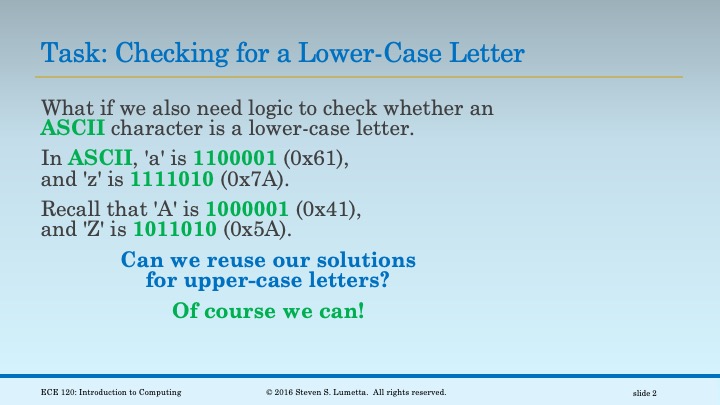 Task: Checking for a Lower-Case Letter
What if we also need logic to check whether an
ASCII character is a lower-case letter.
In ASCII, 'a' is 1100001 (0x61),
and 'z' is 1111010 (0x7A).
Recall that 'A' is 1000001 (0x41),
and 'Z' is 1011010 (0x5A).
Can we reuse our solutions
for upper-case letters?
Of course we can!
ECE 120: Introduction to Computing
© 2016 Steven S. Lumetta. All rights reserved.
slide 2